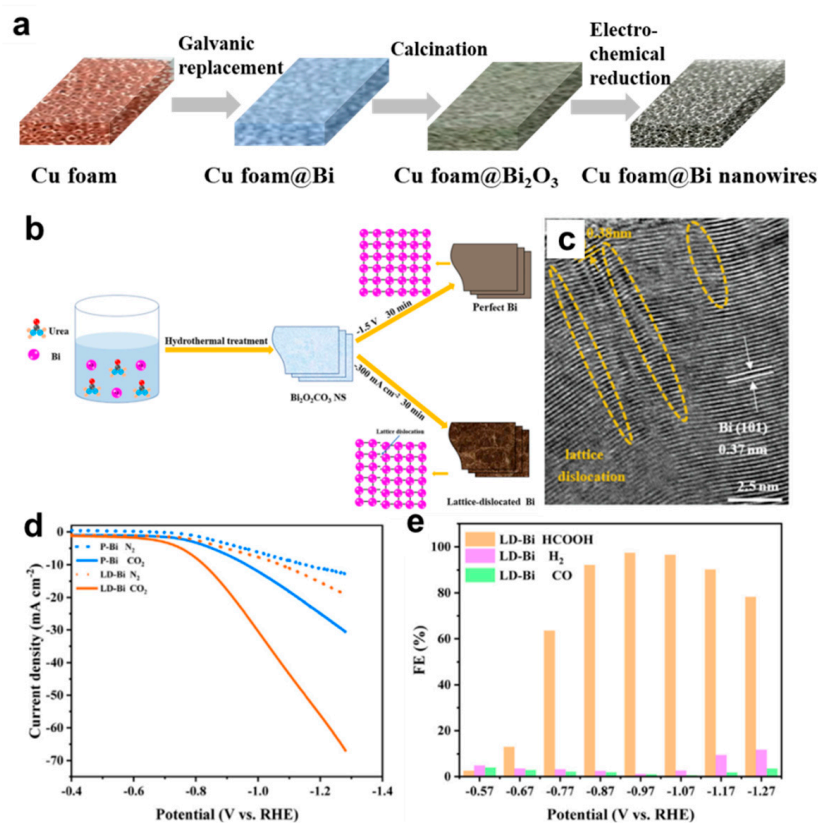 a
Galvanic
replacement
Calcination
Electro-
chemical
reduction
Cu foam
Cu foam@Bi
Cu foam@Bi₂O₃
Cu foam@Bi nanowires
b
Urea
Bi
Hydrothermal treatment
Bi₂O₂CO₃ NS
-1.5 V 30 min
Perfect Bi
-300 mA cm⁻² 30 min
Lattice dislocation
Lattice-dislocated Bi
c
0.38nm
Bi (101)
0.37 nm
lattice
dislocation
2.5 nm
d
0
-10
-20
-30
-40
-50
-60
-70
Current density (mA cm⁻²)
P-Bi N₂
P-Bi CO₂
LD-Bi N₂
LD-Bi CO₂
-0.4
-0.6
-0.8
-1.0
-1.2
-1.4
Potential (V vs. RHE)
e
100
80
60
40
20
0
FE (%)
LD-Bi HCOOH
LD-Bi H₂
LD-Bi CO
-0.57
-0.67
-0.77
-0.87
-0.97
-1.07
-1.17
-1.27
Potential (V vs. RHE)